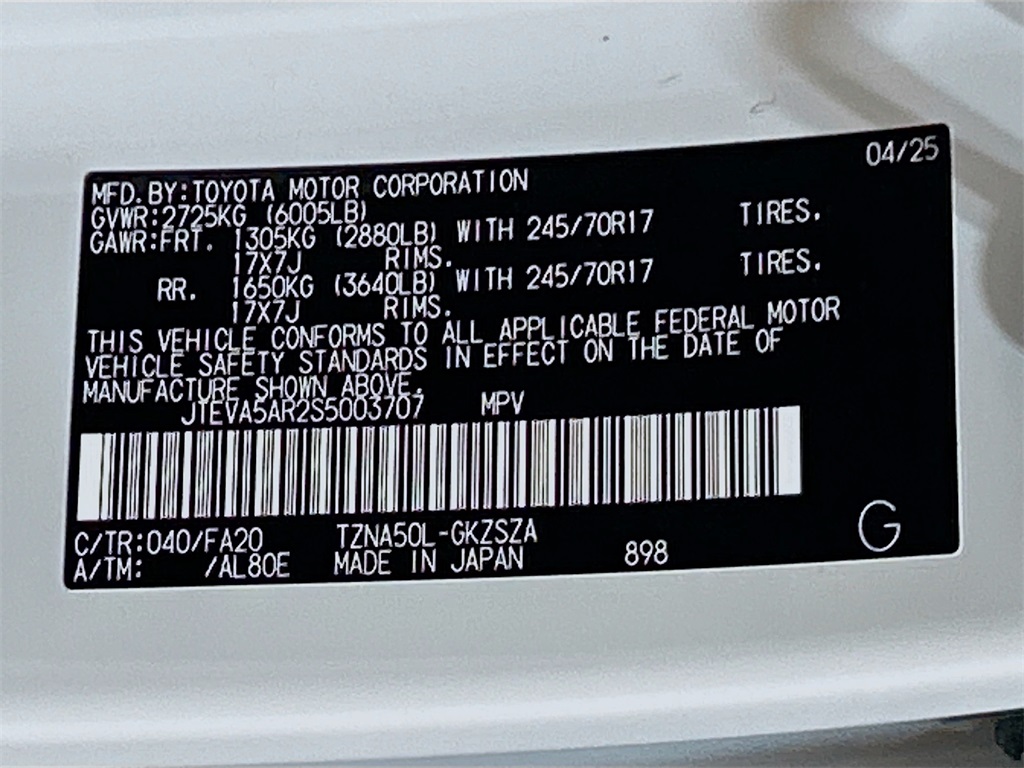 04/25
MFD. BY: TOYOTA MOTOR CORPORATION
GVWR: 2725KG (6005LB)
GAWR: FRT. 1305KG (2880LB) WITH 245/70R17 TIRES.
17X7J RIMS.
RR. 1650KG (3640LB) WITH 245/70R17 TIRES.
17X7J RIMS.
THIS VEHICLE CONFORMS TO ALL APPLICABLE FEDERAL MOTOR
VEHICLE SAFETY STANDARDS IN EFFECT ON THE DATE OF
MANUFACTURE SHOWN ABOVE.
JTEVA5AR2S5003707 MPV
C/TR: 040/FA20 TZNA50L-GKZSZA
A/TM: /AL80E MADE IN JAPAN 898
G